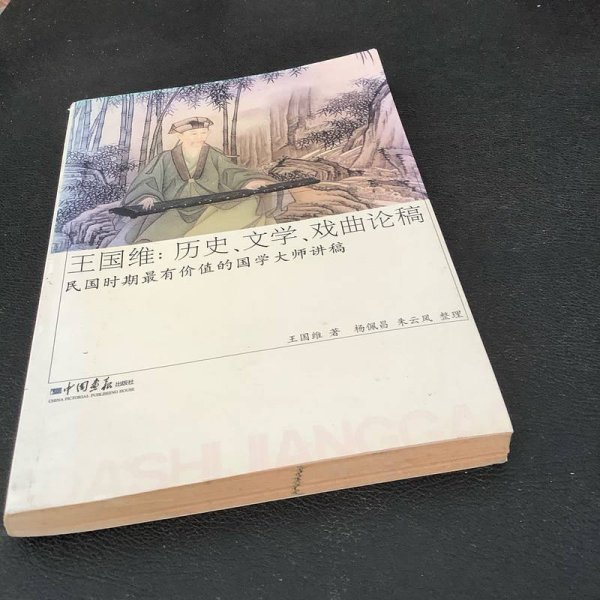 王国维：历史、文学、戏曲论稿
民国时期最有价值的国学大师讲稿
王国维 著 杨佩昌 朱云凤 整理
中国画报出版社
CHINA PICTORIAL PUBLISHING HOUSE
DASHIJIANGGAO